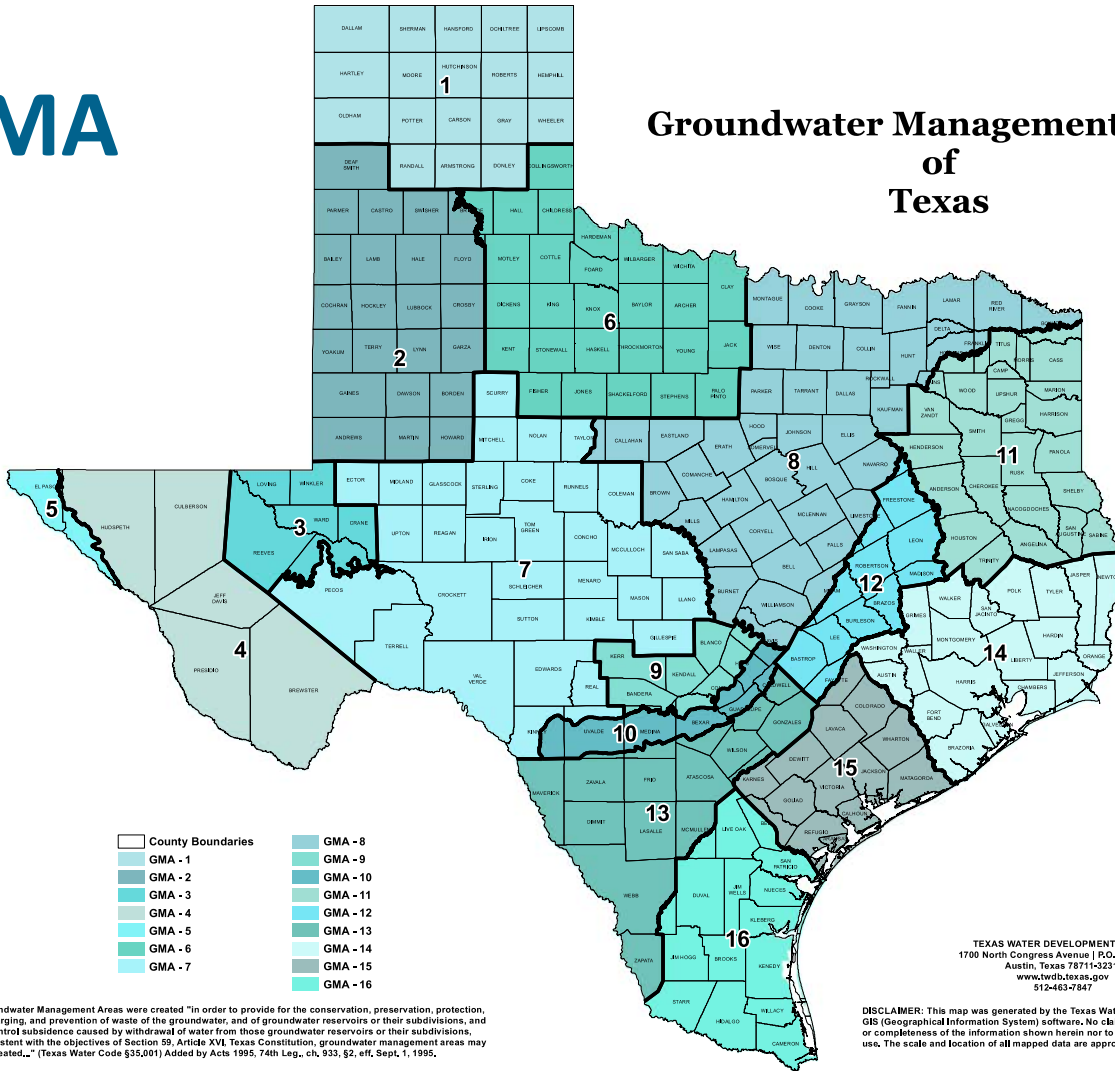 MA
Groundwater Management
of
Texas
DALLAM SHERMAN HANSFORD OCHILTREE LIPSCOMB
HARTLEY MOORE HUTCHINSON ROBERTS HEMPHILL
1
OLDHAM POTTER CARSON GRAY WHEELER
DEAF
SMITH
RANDALL ARMSTRONG DONLEY COLLINGSWORTH
PARMER CASTRO SWISHER HALL CHILDRESS
HARDEMAN
BAILEY LAMB HALE FLOYD MOTLEY COTTLE FOARD WILBARGER WICHITA CLAY
COCHRAN HOCKLEY LUBBOCK CROSBY DICKENS KING KNOX BAYLOR ARCHER
MONTAGUE COOKE GRAYSON FANNIN LAMAR RED
RIVER
6
YOAKUM TERRY LYNN GARZA KENT STONEWALL HASKELL THROCKMORTON YOUNG JACK WISE DENTON COLLIN HUNT DELTA FRANKLIN TITUS CASS
2
CAMP
GAINES DAWSON BORDEN SCURRY FISHER JONES SHACKELFORD STEPHENS PALO
PINTO
PARKER TARRANT DALLAS ROCKWALL KAUFMAN WOOD UPSHUR MARION
VAN
ZANDT
GREGG HARRISON
ANDREWS MARTIN HOWARD MITCHELL NOLAN TAYLOR CALLAHAN EASTLAND ERATH HOOD JOHNSON ELLIS HENDERSON SMITH PANOLA
8 11
EL PASO HUDSPETH CULBERSON LOVING WINKLER ECTOR MIDLAND GLASSCOCK STERLING COKE RUNNELS COLEMAN BROWN COMANCHE HAMILTON BOSQUE HILL NAVARRO FREESTONE ANDERSON CHEROKEE RUSK SHELBY
5
3
REEVES WARD CRANE UPTON REAGAN IRION TOM
GREEN
CONCHO MCCULLOCH SAN SABA MILLS CORYELL MCLENNAN LIMESTONE LEON HOUSTON NACOGDOCHES SAN
AUGUSTINE
SABINE
ANGELINA
7
JEFF
DAVIS
PECOS CROCKETT SCHLEICHER MENARD MASON LLANO LAMPASAS BURNET BELL FALLS ROBERTSON MADISON TRINITY
12
PRESIDIO BREWSTER TERRELL SUTTON KIMBLE GILLESPIE BLANCO WILLIAMSON MILAM BRAZOS BURLESON GRIMES WALKER SAN
JACINTO
POLK TYLER JASPER NEWTON
4
VAL
VERDE
EDWARDS REAL KERR KENDALL BANDERA BASTROP LEE WASHINGTON WALLER MONTGOMERY LIBERTY HARDIN ORANGE
9 14
KINNEY UVALDE MEDINA BEXAR GUADALUPE CALDWELL FAYETTE AUSTIN HARRIS CHAMBERS JEFFERSON
10
MAVERICK ZAVALA FRIO ATASCOSA WILSON GONZALES LAVACA COLORADO WHARTON FORT
BEND
BRAZORIA GALVESTON
13 15
DIMMIT LASALLE MCMULLEN LIVE OAK KARNES DEWITT GOLIAD VICTORIA JACKSON MATAGORDA CALHOUN REFUGIO
SAN
PATRICIO
WEBB DUVAL JIM
WELLS
NUECES KLEBERG
16
ZAPATA JIM HOGG BROOKS KENEDY
STARR HIDALGO WILLACY CAMERON
County Boundaries
GMA - 1
GMA - 2
GMA - 3
GMA - 4
GMA - 5
GMA - 6
GMA - 7
GMA - 8
GMA - 9
GMA - 10
GMA - 11
GMA - 12
GMA - 13
GMA - 14
GMA - 15
GMA - 16
ndwater Management Areas were created "in order to provide for the conservation, preservation, protection,
rging, and prevention of waste of the groundwater, and of groundwater reservoirs or their subdivisions, and
ntrol subsidence caused by withdrawal of water from those groundwater reservoirs or their subdivisions,
istent with the objectives of Section 59, Article XVI, Texas Constitution, groundwater management areas may
eated..." (Texas Water Code §35.001) Added by Acts 1995, 74th Leg., ch. 933, §2, eff. Sept. 1, 1995.
TEXAS WATER DEVELOPMENT
1700 North Congress Avenue | P.O.
Austin, Texas 78711-3231
www.twdb.texas.gov
512-463-7847
DISCLAIMER: This map was generated by the Texas Wat
GIS (Geographical Information System) software. No clai
or completeness of the information shown herein nor to
use. The scale and location of all mapped data are appro